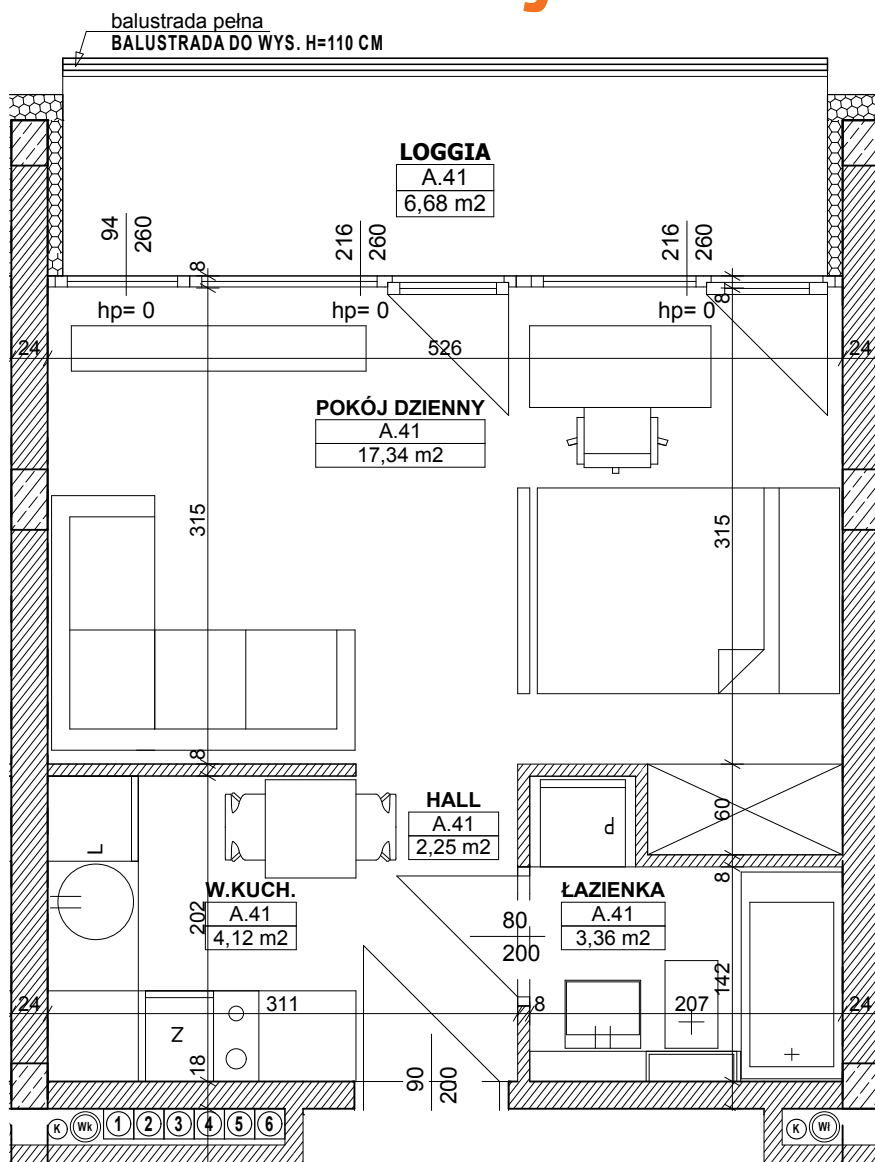 balustrada pełna
BALUSTRADA DO WYS. H=110 CM
LOGGIA
A.41
6,68 m2
94
260
216
260
216
260
8
8
hp= 0
hp= 0
hp= 0
24
526
24
POKÓJ DZIENNY
A.41
17,34 m2
315
315
8
HALL
A.41
2,25 m2
60
P
L
8
W.KUCH.
A.41
4,12 m2
202
80
200
ŁAZIENKA
A.41
3,36 m2
142
24
311
8
207
24
Z
18
90
200
K
Wk
1
2
3
4
5
6
K
Wł